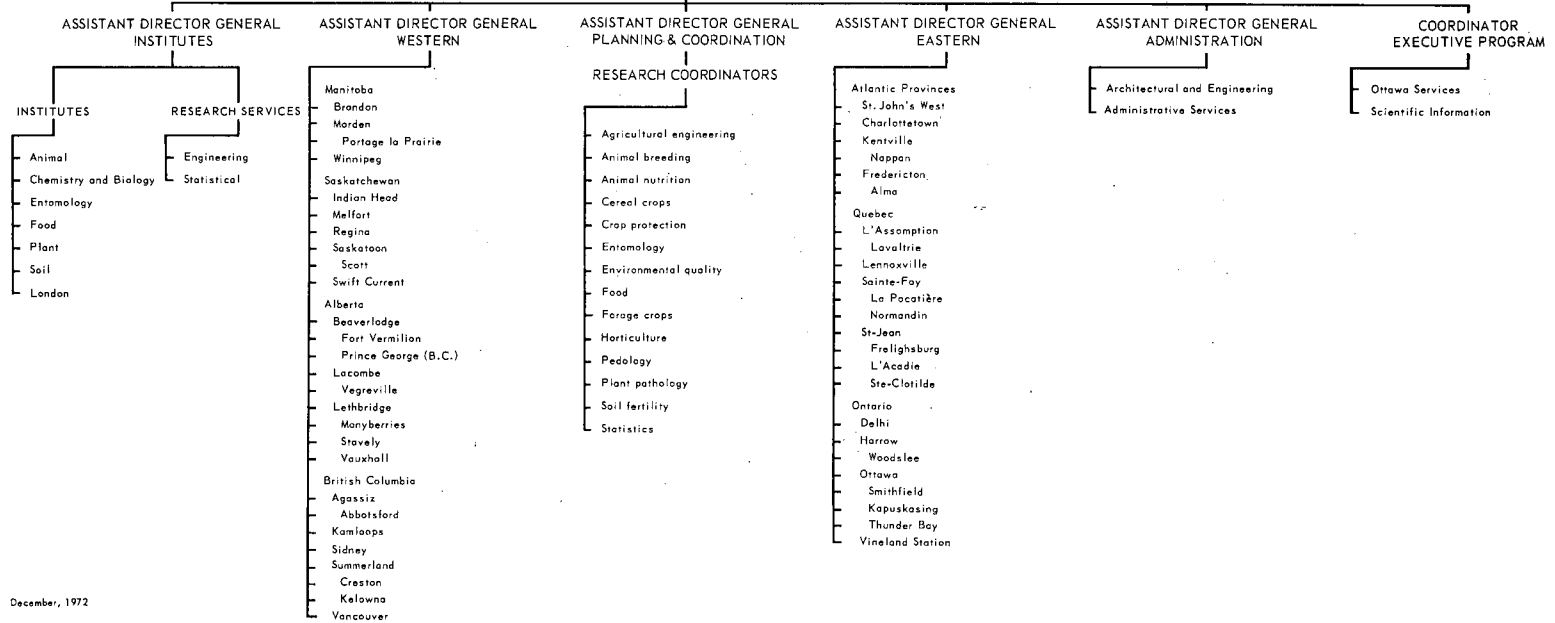 ASSISTANT DIRECTOR GENERAL
INSTITUTES
INSTITUTES
Animal
Chemistry and Biology
Entomology
Food
Plant
Soil
London
RESEARCH SERVICES
Engineering
Statistical
ASSISTANT DIRECTOR GENERAL
WESTERN
Manitoba
Brandon
Morden
Portage la Prairie
Winnipeg
Saskatchewan
Indian Head
Melfort
Regina
Saskatoon
Scott
Swift Current
Alberta
Beaverlodge
Fort Vermilion
Prince George (B.C.)
Lacombe
Vegreville
Lethbridge
Manyberries
Stavely
Vauxhall
British Columbia
Agassiz
Abbotsford
Kamloops
Sidney
Summerland
Creston
Kelowna
Vancouver
ASSISTANT DIRECTOR GENERAL
PLANNING & COORDINATION
RESEARCH COORDINATORS
Agricultural engineering
Animal breeding
Animal nutrition
Cereal crops
Crop protection
Entomology
Environmental quality
Food
Forage crops
Horticulture
Pedology
Plant pathology
Soil fertility
Statistics
ASSISTANT DIRECTOR GENERAL
EASTERN
Atlantic Provinces
St. John's West
Charlottetown
Kentville
Nappan
Fredericton
Alma
Quebec
L'Assomption
Lavaltrie
Lennoxville
Sainte-Foy
La Pocatière
Normandin
St-Jean
Frelighsburg
L'Acadie
Ste-Clotilde
Ontario
Delhi
Harrow
Woodslee
Ottawa
Smithfield
Kapuskasing
Thunder Bay
Vineland Station
ASSISTANT DIRECTOR GENERAL
ADMINISTRATION
Architectural and Engineering
Administrative Services
COORDINATOR
EXECUTIVE PROGRAM
Ottawa Services
Scientific Information
December, 1972